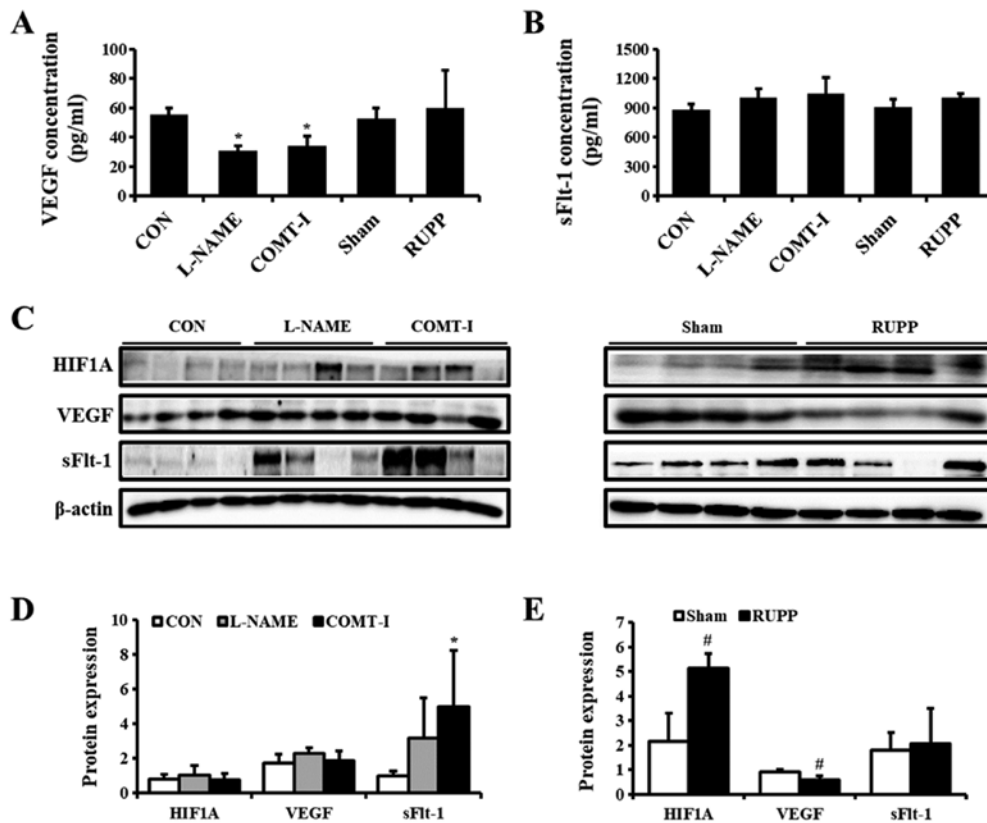 A
VEGF concentration
(pg/ml)
100
80
60
40
20
0
*
*
CON
L-NAME
COMT-I
Sham
RUPP
B
sFlt-1 concentration
(pg/ml)
1500
1200
900
600
300
0
CON
L-NAME
COMT-I
Sham
RUPP
C
CON
L-NAME
COMT-I
Sham
RUPP
HIF1A
VEGF
sFlt-1
β-actin
D
Protein expression
10
8
6
4
2
0
CON
L-NAME
COMT-I
*
HIF1A
VEGF
sFlt-1
E
Protein expression
7
6
5
4
3
2
1
0
Sham
RUPP
#
#
HIF1A
VEGF
sFlt-1